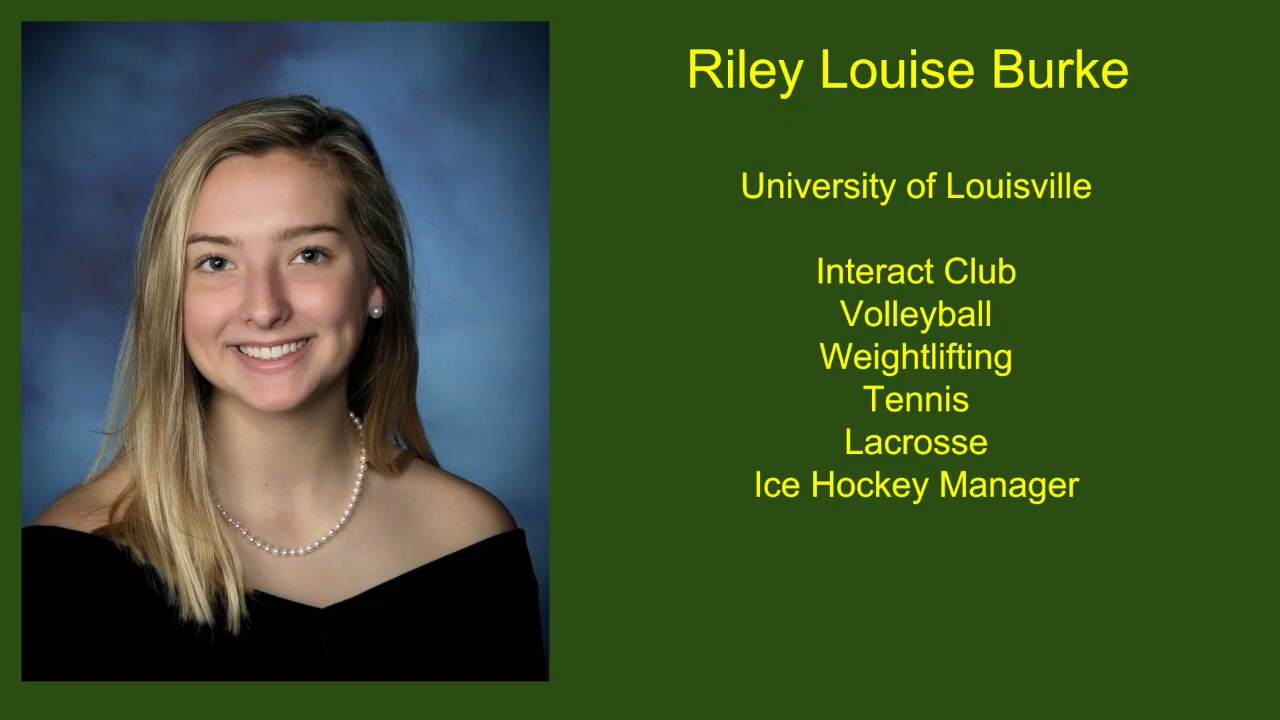 Riley Louise Burke
University of Louisville
Interact Club
Volleyball
Weightlifting
Tennis
Lacrosse
Ice Hockey Manager